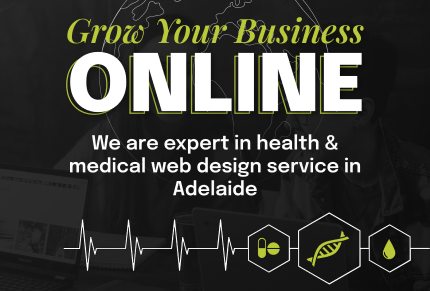 Grow Your Business
ONLINE
We are expert in health &
medical web design service in
Adelaide